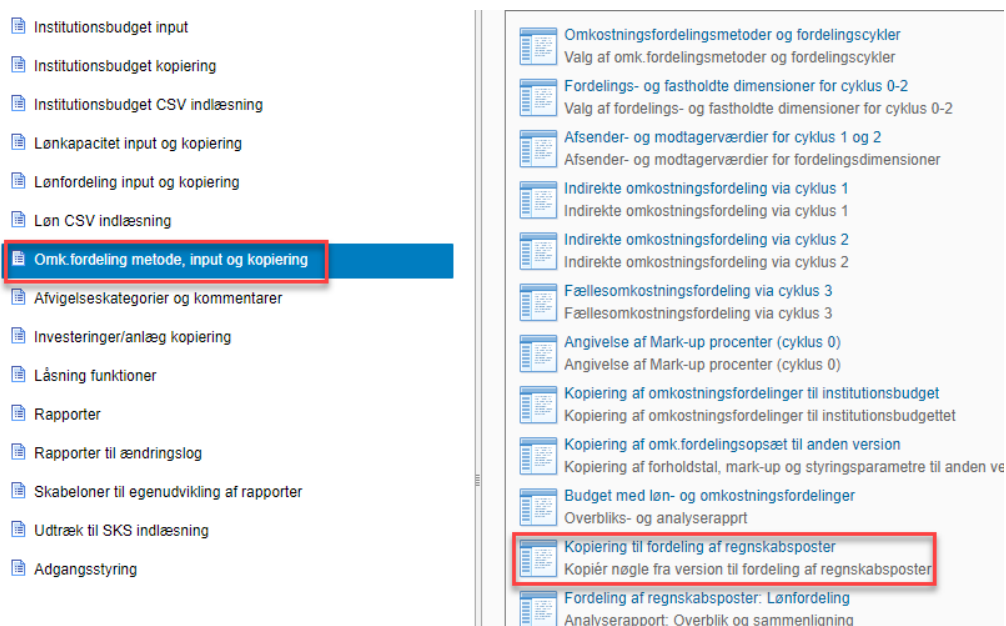 Institutionsbudget input
Institutionsbudget kopiering
Institutionsbudget CSV indlæsning
Lønkapacitet input og kopiering
Lønfordeling input og kopiering
Løn CSV indlæsning
Omk.fordeling metode, input og kopiering
Afvigelseskategorier og kommentarer
Investeringer/anlæg kopiering
Låsning funktioner
Rapporter
Rapporter til ændringslog
Skabeloner til egenudvikling af rapporter
Udtræk til SKS indlæsning
Adgangsstyring
Omkostningsfordelingsmetoder og fordelingscykler
Valg af omk.fordelingsmetoder og fordelingscykler
Fordelings- og fastholdte dimensioner for cyklus 0-2
Valg af fordelings- og fastholdte dimensioner for cyklus 0-2
Afsender- og modtagerværdier for cyklus 1 og 2
Afsender- og modtagerværdier for fordelingsdimensioner
Indirekte omkostningsfordeling via cyklus 1
Indirekte omkostningsfordeling via cyklus 1
Indirekte omkostningsfordeling via cyklus 2
Indirekte omkostningsfordeling via cyklus 2
Fællesomkostningsfordeling via cyklus 3
Fællesomkostningsfordeling via cyklus 3
Angivelse af Mark-up procenter (cyklus 0)
Angivelse af Mark-up procenter (cyklus 0)
Kopiering af omkostningsfordelinger til institutionsbudget
Kopiering af omkostningsfordelinger til institutionsbudgettet
Kopiering af omk.fordelingsopsæt til anden version
Kopiering af forholdstal, mark-up og styringsparametre til anden ve
Budget med løn- og omkostningsfordelinger
Overbliks- og analyserapprt
Kopiering til fordeling af regnskabsposter
Kopiér nøgle fra version til fordeling af regnskabsposter
Fordeling af regnskabsposter: Lønfordeling
Analyserapport: Overblik og sammenligning